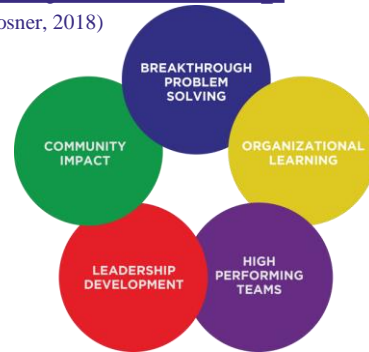 osner, 2018)
BREAKTHROUGH
PROBLEM
SOLVING
COMMUNITY
IMPACT
ORGANIZATIONAL
LEARNING
LEADERSHIP
DEVELOPMENT
HIGH
PERFORMING
TEAMS